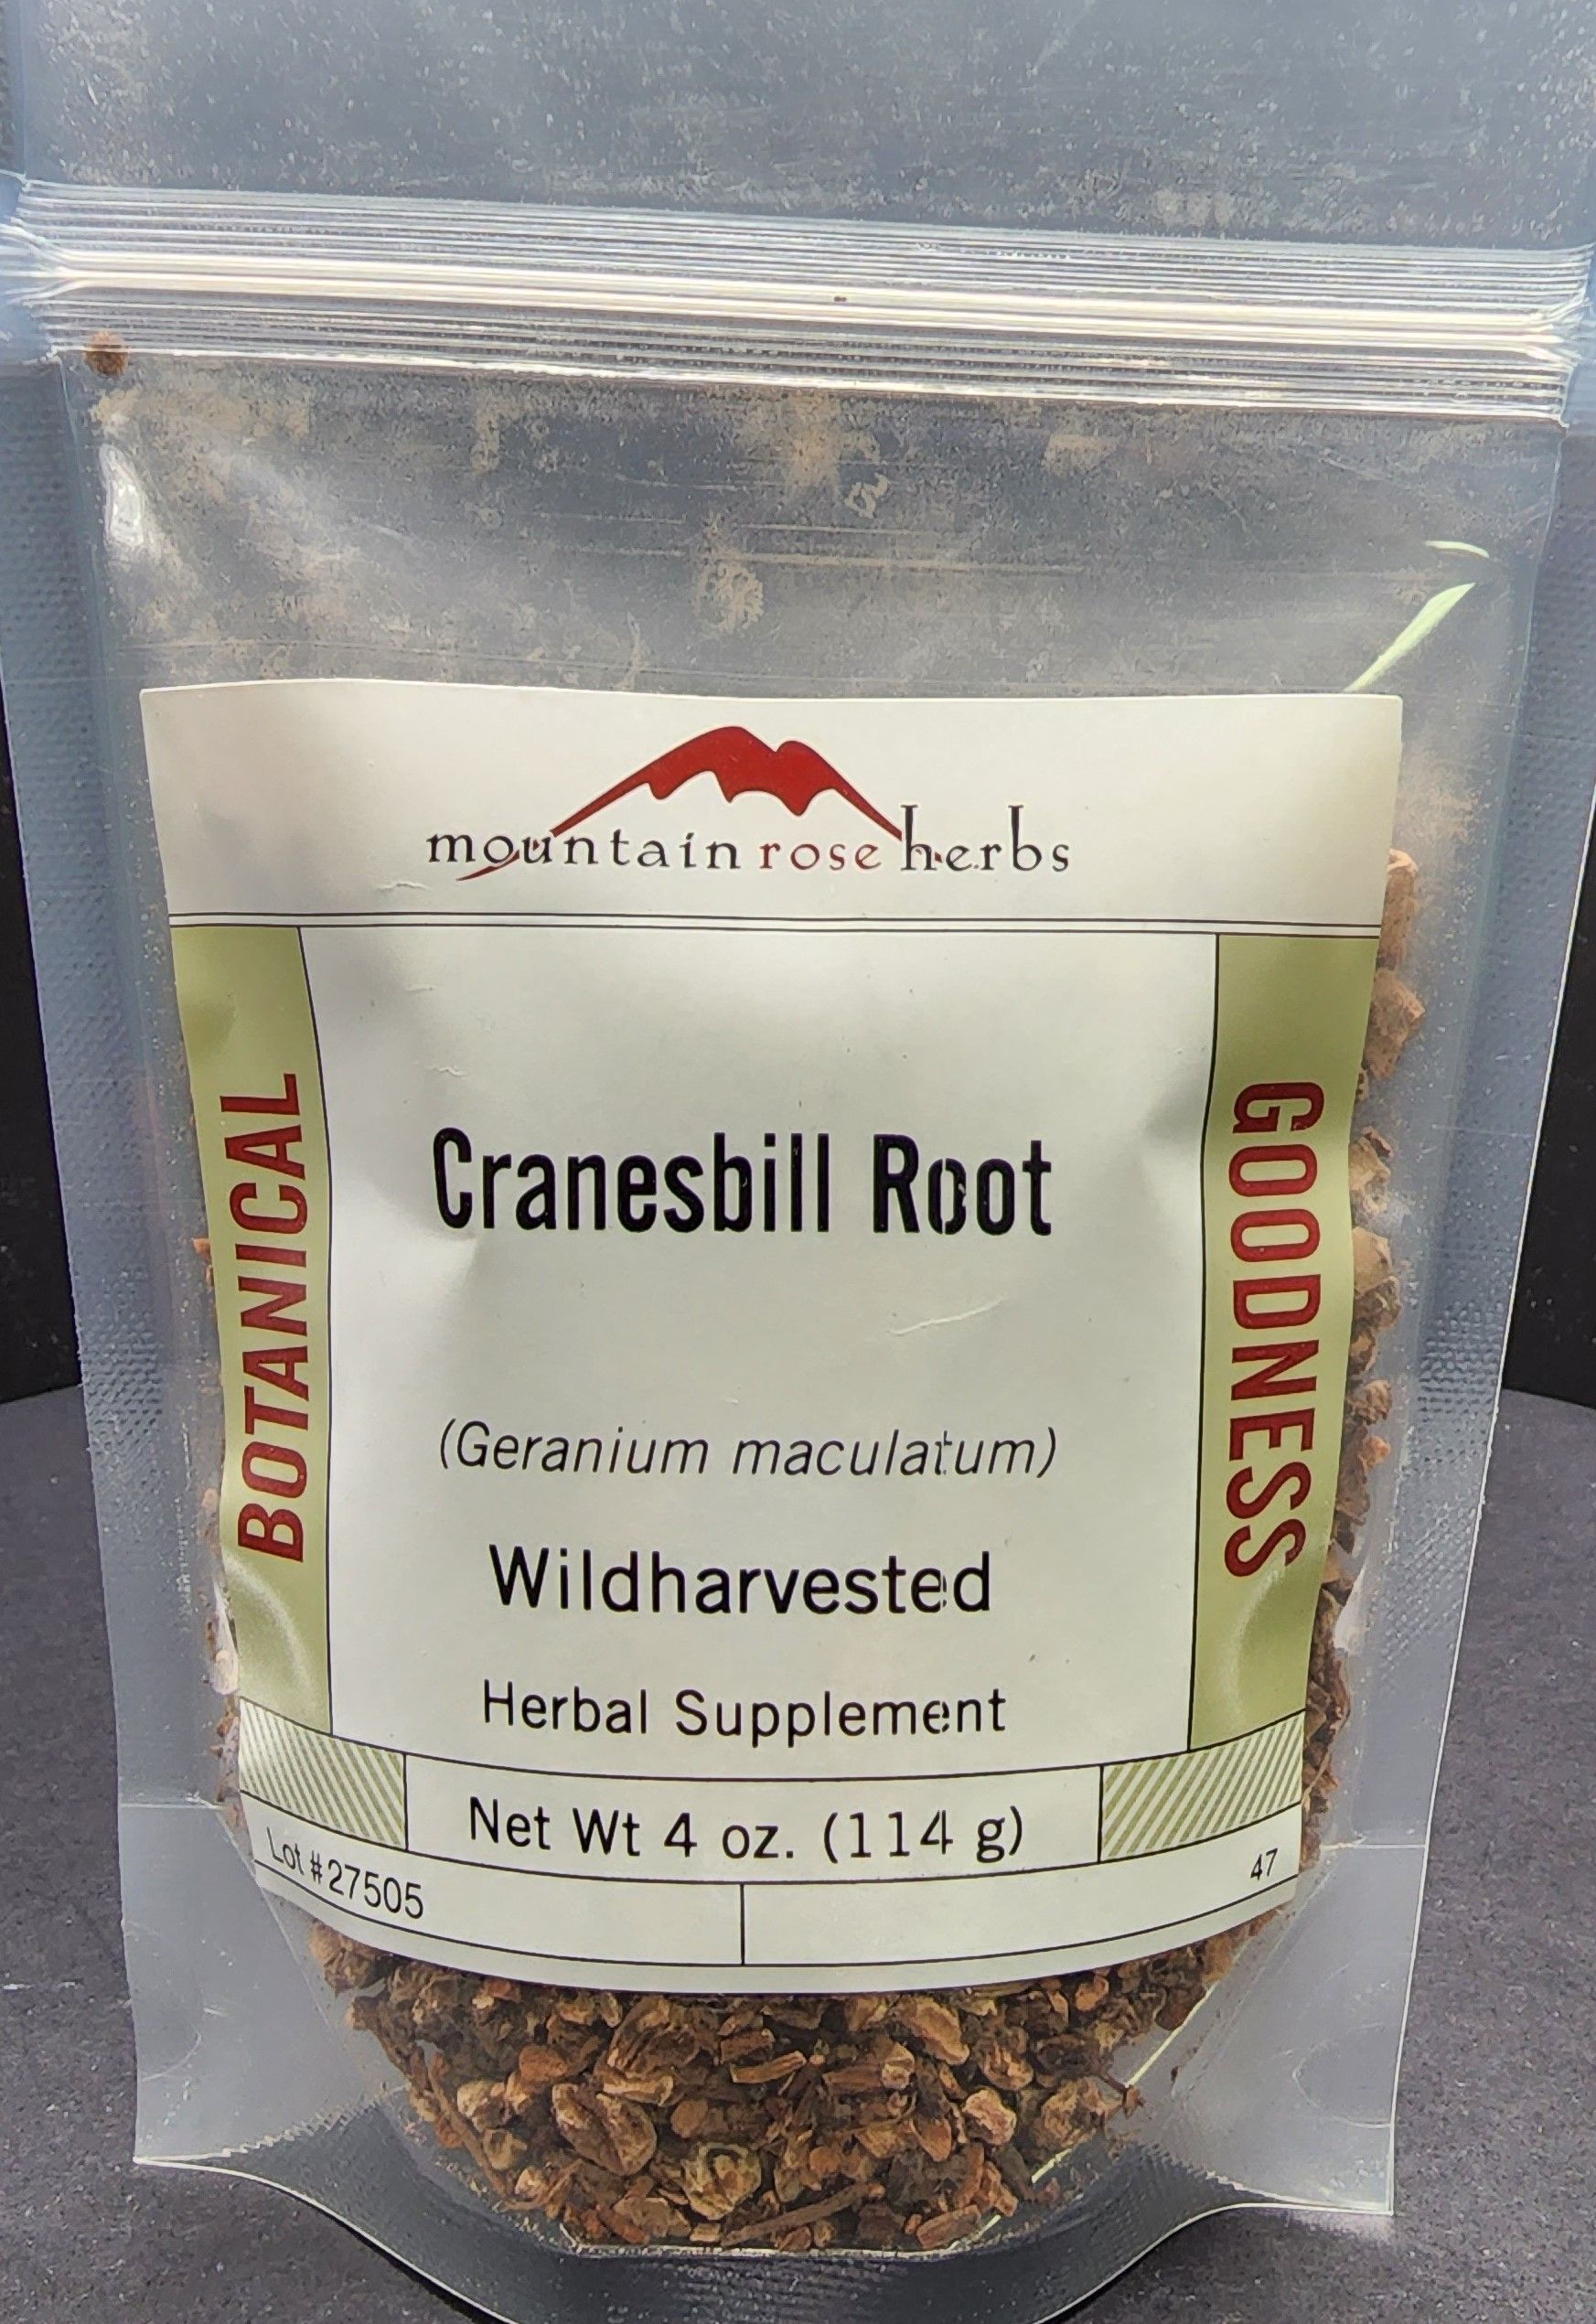 mountain rose herbs
BOTANICAL
GOODNESS
Cranesbill Root
(Geranium maculatum)
Wildharvested
Herbal Supplement
Net Wt 4 oz. (114 g)
Lot #27505
47